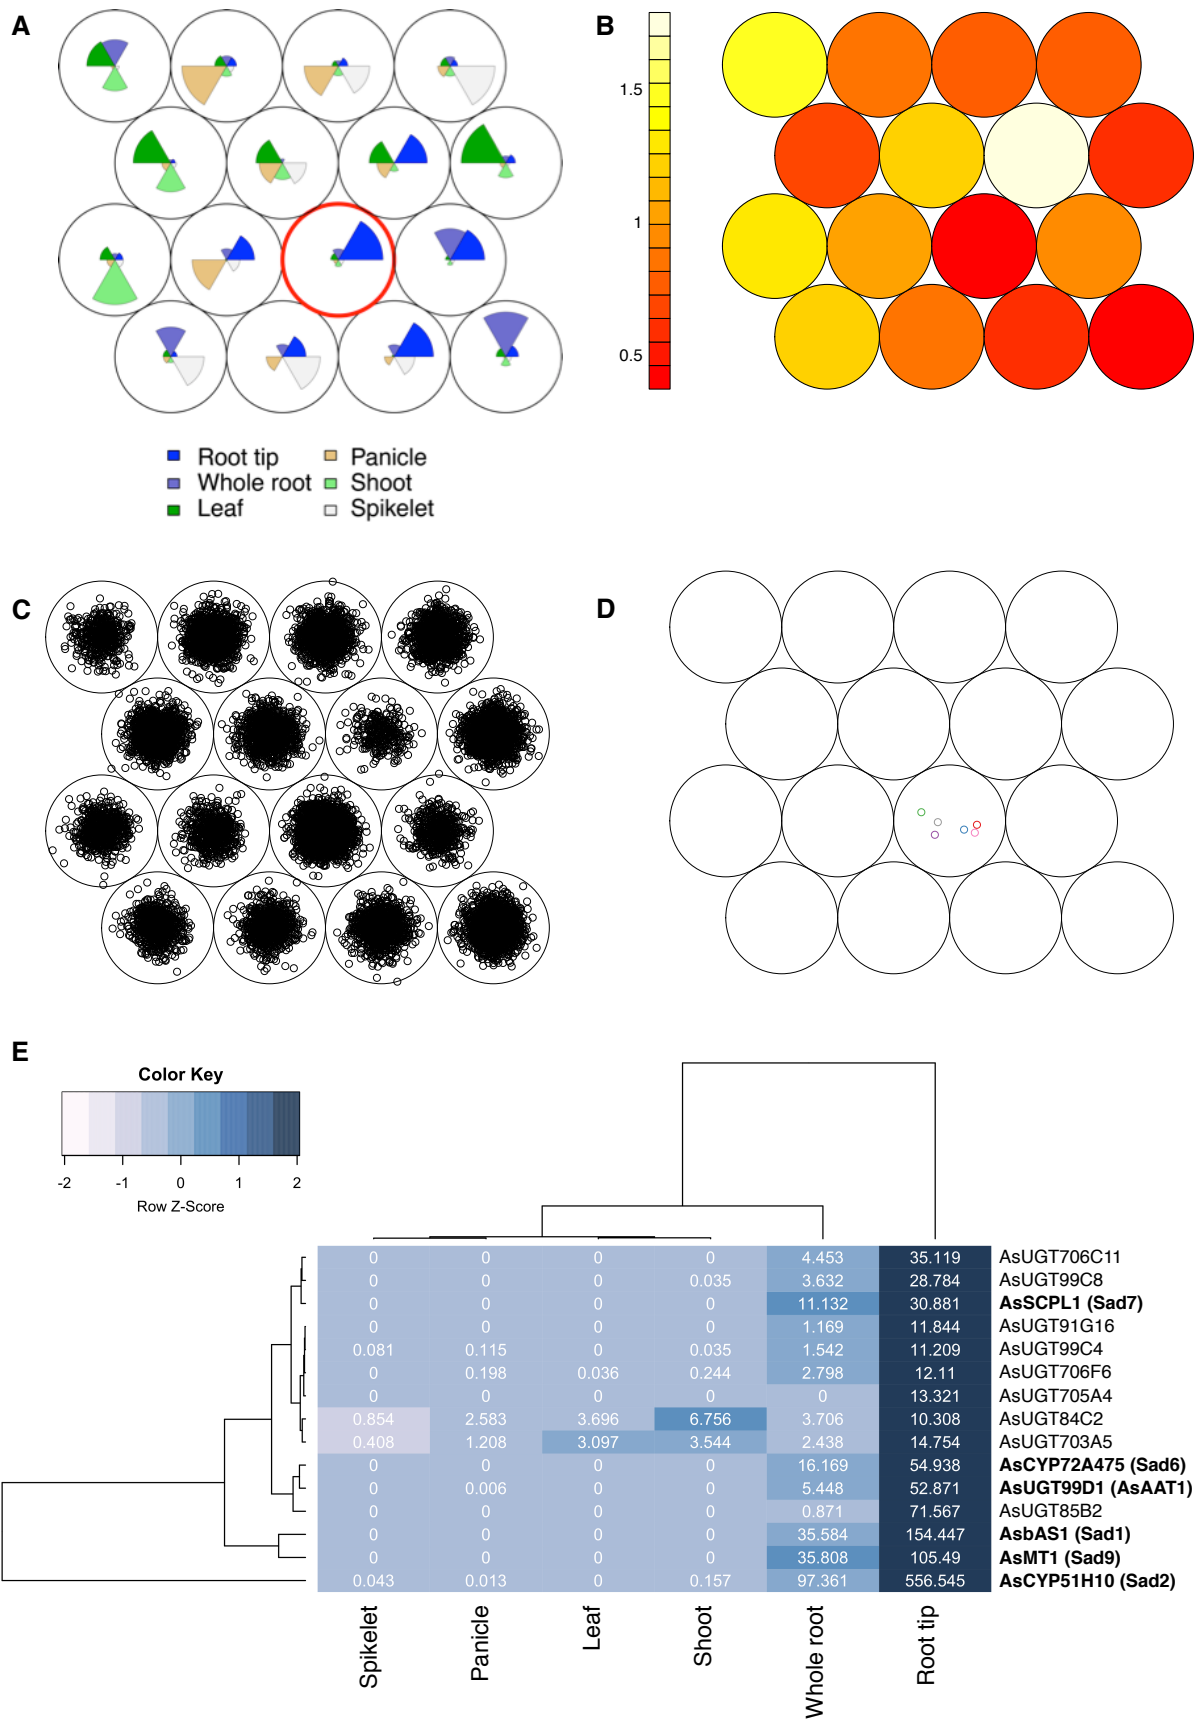 A
B
1.5
1
0.5
Root tip Panicle
Whole root Shoot
Leaf Spikelet
C
D
E
Color Key
-2 -1 0 1 2
Row Z-Score
0 0 0 0 4.453 35.119 AsUGT706C11
0 0 0 0.035 3.632 28.784 AsUGT99C8
0 0 0 0 11.132 30.881 AsSCPL1 (Sad7)
0 0 0 0 1.169 11.844 AsUGT91G16
0.081 0.115 0 0.035 1.542 11.209 AsUGT99C4
0 0.198 0.036 0.244 2.798 12.11 AsUGT706F6
0 0 0 0 0 13.321 AsUGT705A4
0.854 2.583 3.696 6.756 3.706 10.308 AsUGT84C2
0.408 1.208 3.097 3.544 2.438 14.754 AsUGT703A5
0 0 0 0 16.169 54.938 AsCYP72A475 (Sad6)
0 0.006 0 0 5.448 52.871 AsUGT99D1 (AsAAT1)
0 0 0 0 0.871 71.567 AsUGT85B2
0 0 0 0 35.584 154.447 AsbAS1 (Sad1)
0 0 0 0 35.808 105.49 AsMT1 (Sad9)
0.043 0.013 0 0.157 97.361 556.545 AsCYP51H10 (Sad2)
Spikelet Panicle Leaf Shoot Whole root Root tip